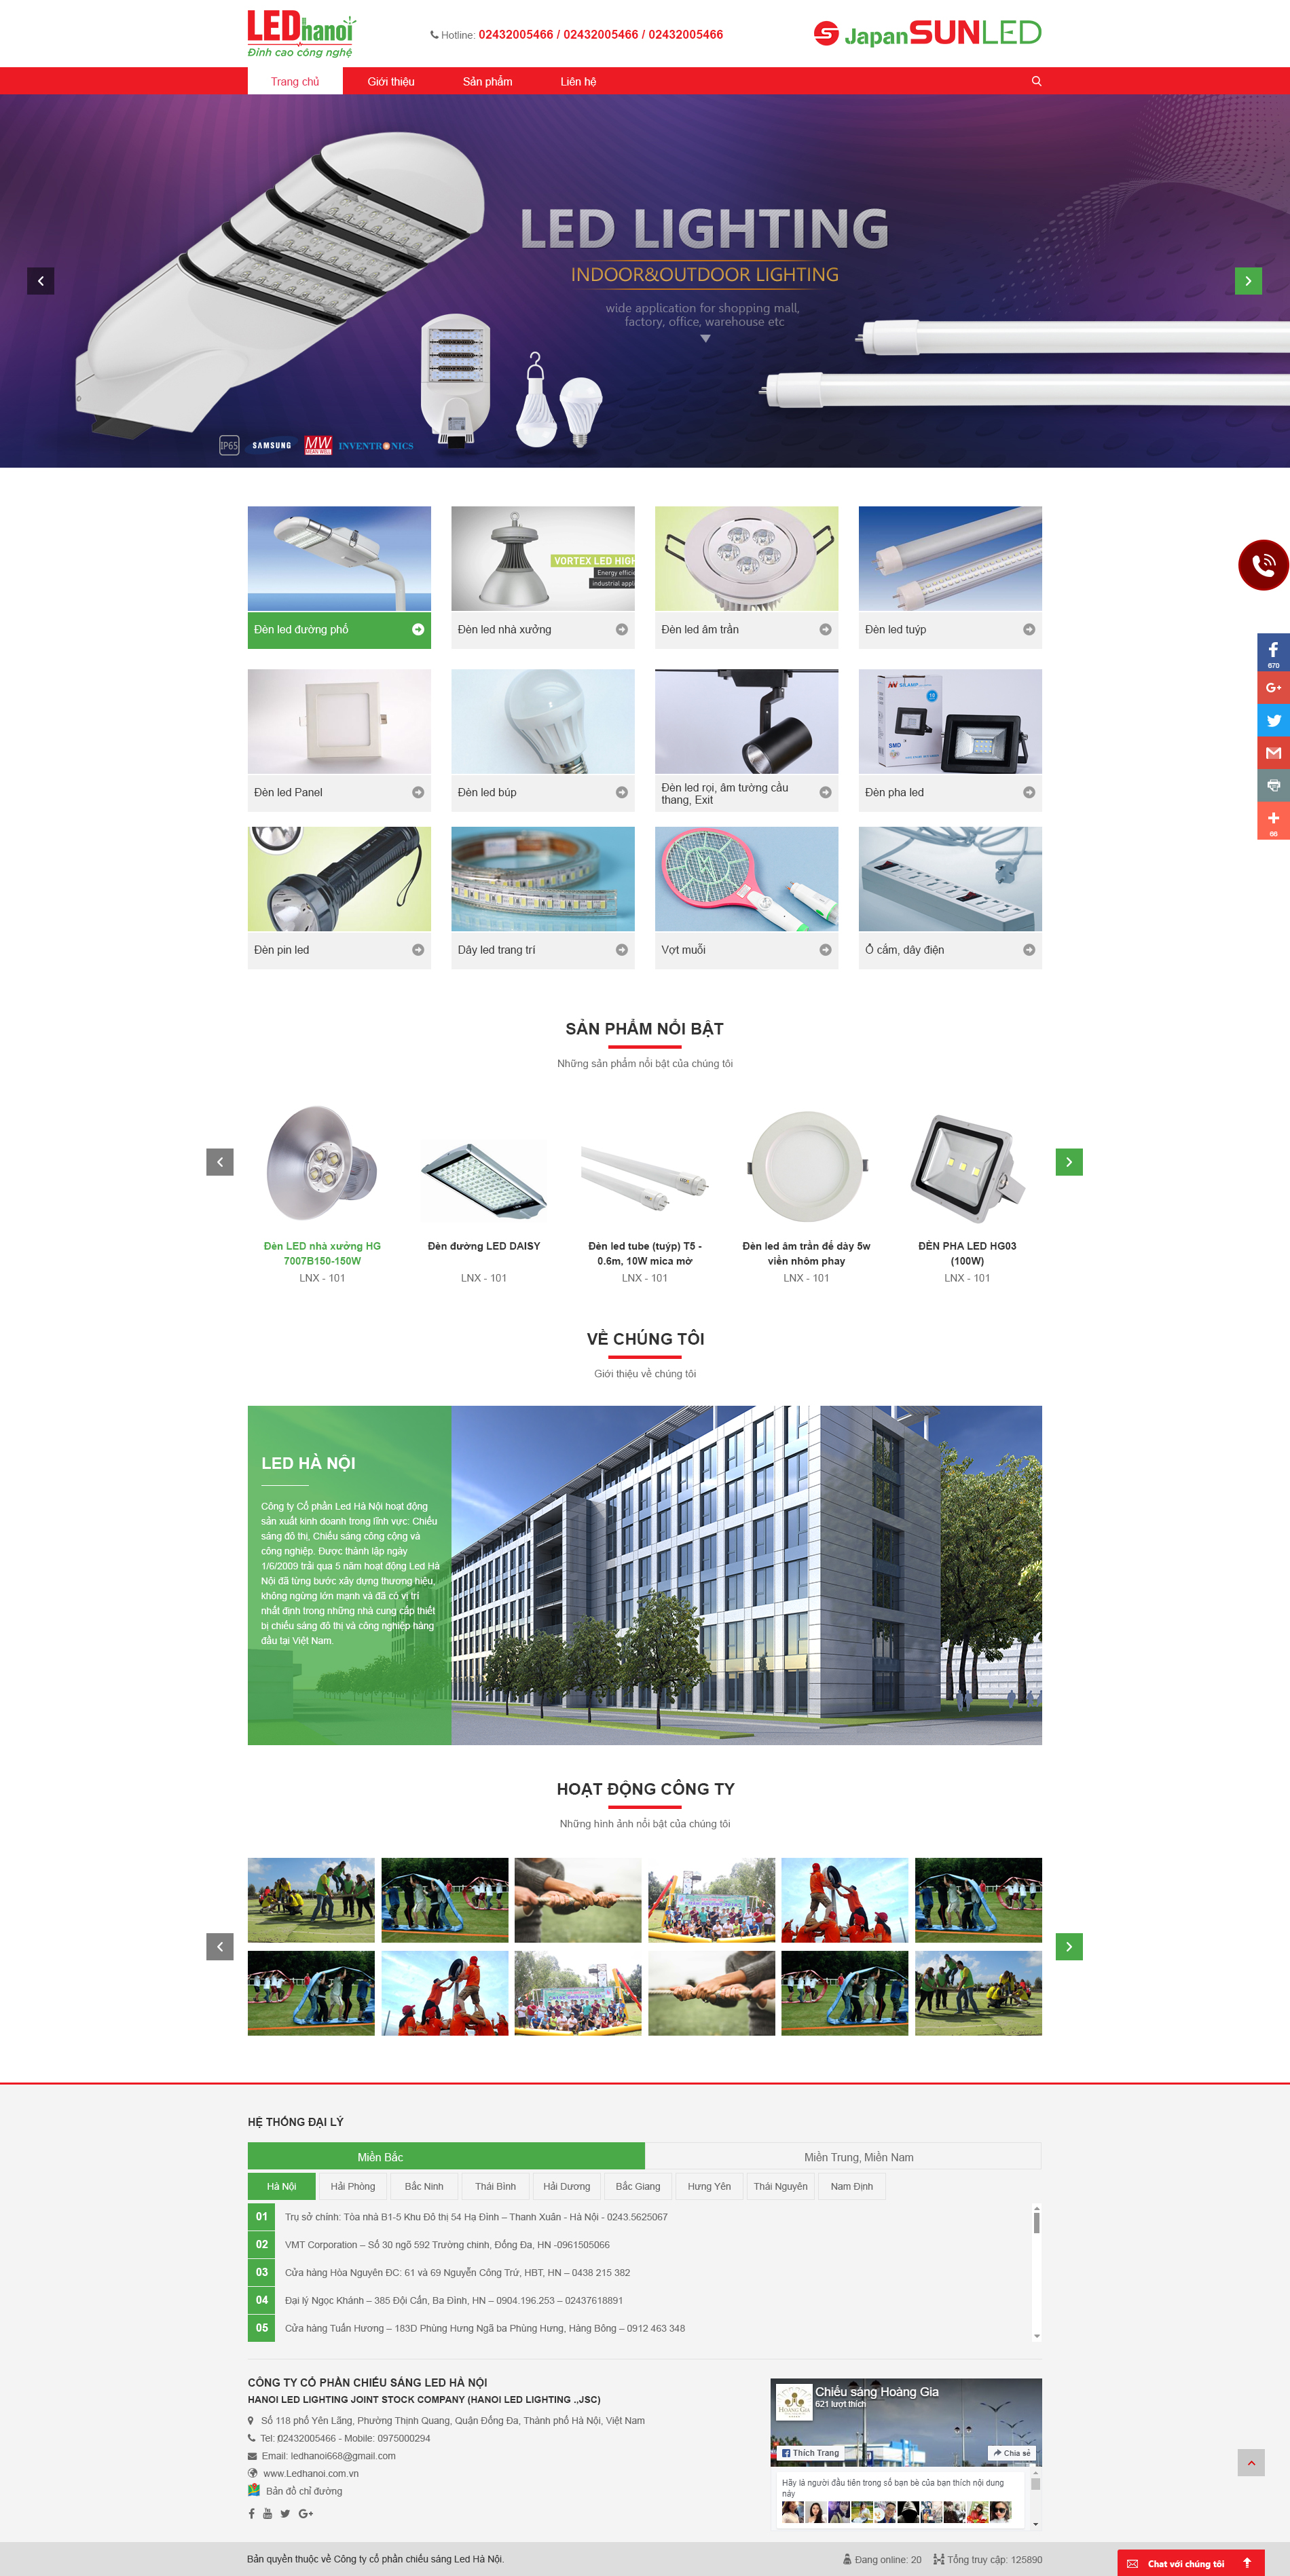 LEDhanoi
Đỉnh cao công nghệ
Hotline: 02432005466 / 02432005466 / 02432005466
S JapanSUNLED
Trang chủ
Giới thiệu
Sản phẩm
Liên hệ
LED LIGHTING
INDOOR&OUTDOOR LIGHTING
wide application for shopping mall,
factory, office, warehouse etc
IP65
SAMSUNG
MW
MEAN WELL
INVENTRONICS
VORTEX LED HIGH
Energy efficie
industrial appli
Đèn led đường phố
Đèn led nhà xưởng
Đèn led âm trần
Đèn led tuýp
670
SMD
Đèn led Panel
Đèn led búp
Đèn led rọi, âm tường cầu
thang, Exit
Đèn pha led
66
Đèn pin led
Dây led trang trí
Vợt muỗi
Ổ cắm, dây điện
SẢN PHẨM NỔI BẬT
Những sản phẩm nổi bật của chúng tôi
Đèn LED nhà xưởng HG
7007B150-150W
LNX - 101
Đèn đường LED DAISY
LNX - 101
Đèn led tube (tuýp) T5 -
0.6m, 10W mica mờ
LNX - 101
Đèn led âm trần đế dày 5w
viền nhôm phay
LNX - 101
ĐÈN PHA LED HG03
(100W)
LNX - 101
VỀ CHÚNG TÔI
Giới thiệu về chúng tôi
LED HÀ NỘI
Công ty Cổ phần Led Hà Nội hoạt động
sản xuất kinh doanh trong lĩnh vực: Chiếu
sáng đô thị, Chiếu sáng công cộng và
công nghiệp. Được thành lập ngày
1/6/2009 trải qua 5 năm hoạt động Led Hà
Nội đã từng bước xây dựng thương hiệu,
không ngừng lớn mạnh và đã có vị trí
nhất định trong những nhà cung cấp thiết
bị chiếu sáng đô thị và công nghiệp hàng
đầu tại Việt Nam.
HOẠT ĐỘNG CÔNG TY
Những hình ảnh nổi bật của chúng tôi
HỆ THỐNG ĐẠI LÝ
Miền Bắc
Miền Trung, Miền Nam
Hà Nội
Hải Phòng
Bắc Ninh
Thái Bình
Hải Dương
Bắc Giang
Hưng Yên
Thái Nguyên
Nam Định
01 Trụ sở chính: Tòa nhà B1-5 Khu Đô thị 54 Hạ Đình – Thanh Xuân - Hà Nội - 0243.5625067
02 VMT Corporation – Số 30 ngõ 592 Trường chinh, Đống Đa, HN -0961505066
03 Cửa hàng Hòa Nguyên ĐC: 61 và 69 Nguyễn Công Trứ, HBT, HN – 0438 215 382
04 Đại lý Ngọc Khánh – 385 Đội Cấn, Ba Đình, HN – 0904.196.253 – 02437618891
05 Cửa hàng Tuấn Hương – 183D Phùng Hưng Ngã ba Phùng Hưng, Hàng Bông – 0912 463 348
CÔNG TY CỔ PHẦN CHIẾU SÁNG LED HÀ NỘI
HANOI LED LIGHTING JOINT STOCK COMPANY (HANOI LED LIGHTING .,JSC)
Số 118 phố Yên Lãng, Phường Thịnh Quang, Quận Đống Đa, Thành phố Hà Nội, Việt Nam
Tel: 02432005466 - Mobile: 0975000294
Email: ledhanoi668@gmail.com
www.Ledhanoi.com.vn
Bản đồ chỉ đường
HOÀNG GIA
Chiếu sáng Hoàng Gia
621 lượt thích
Thích Trang
Chia sẻ
Hãy là người đầu tiên trong số bạn bè của bạn thích nội dung
này
Bản quyền thuộc về Công ty cổ phần chiếu sáng Led Hà Nội.
Đang online: 20
Tổng truy cập: 125890
Chat với chúng tôi